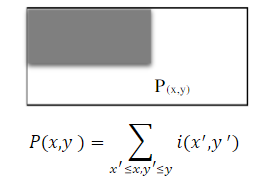 P(x,y)
P(x,y ) = ∑ i(x′,y ′)
x′≤x,y′≤y